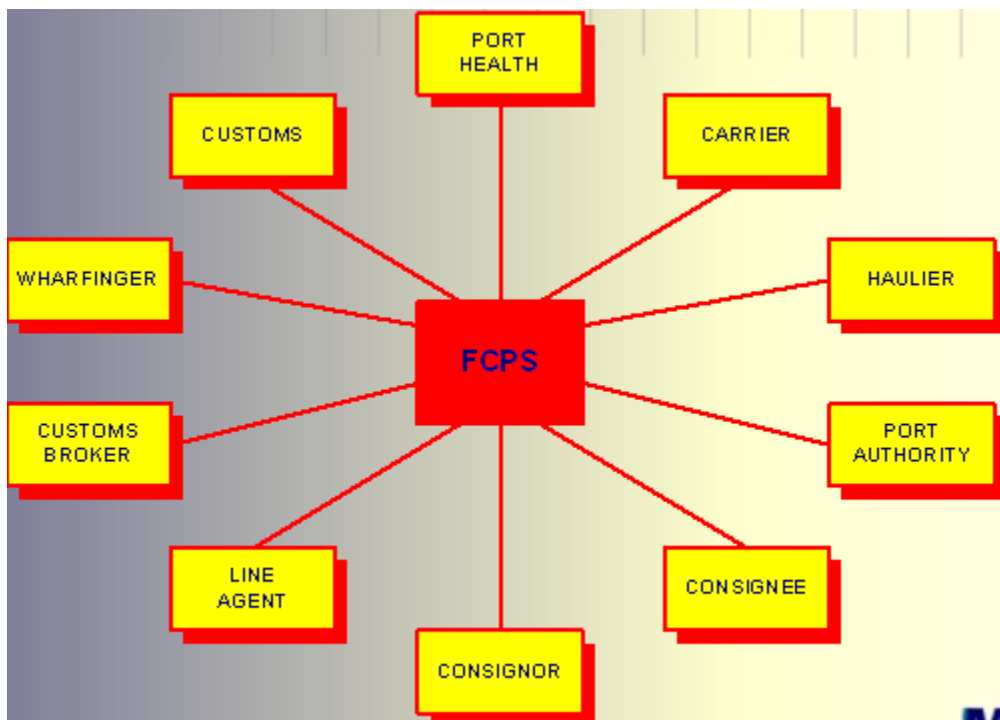 PORT
HEALTH
CUSTOMS
CARRIER
WHARFINGER
HAULIER
FCPS
CUSTOMS
BROKER
PORT
AUTHORITY
LINE
AGENT
CONSIGNEE
CONSIGNOR